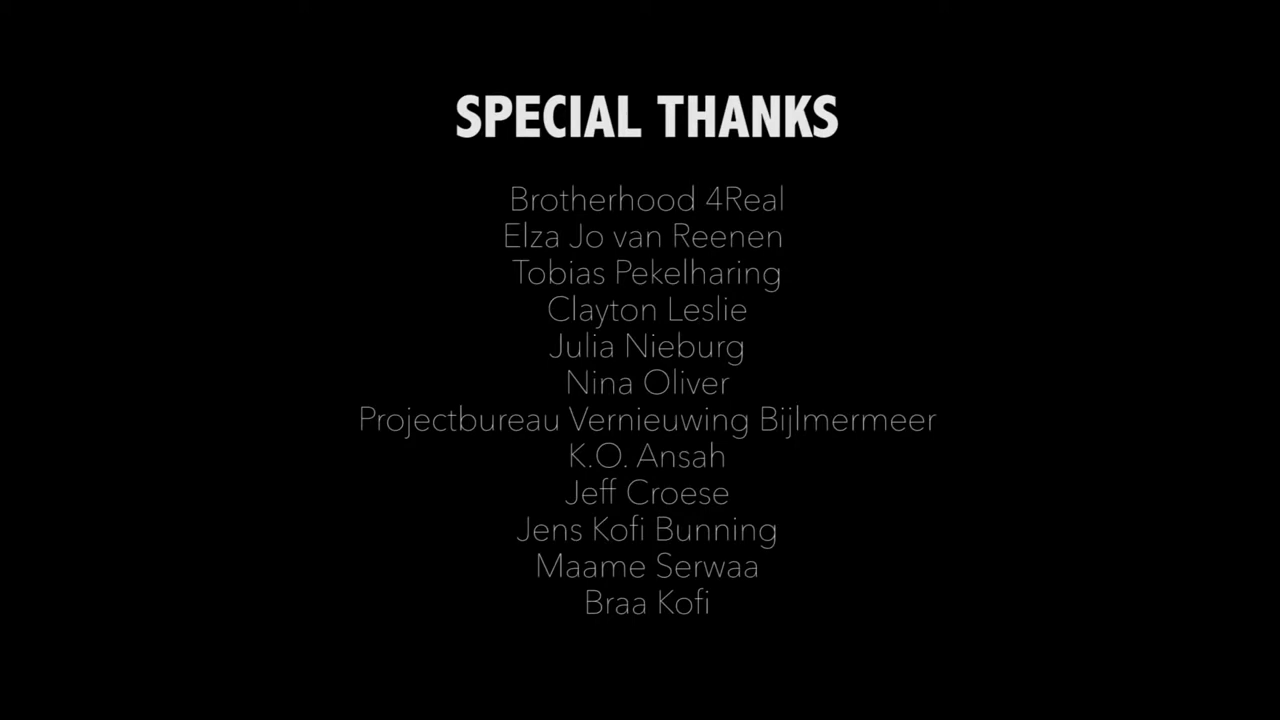 SPECIAL THANKS
Brotherhood 4Real
Elza Jo van Reenen
Tobias Pekelharing
Clayton Leslie
Julia Nieburg
Nina Oliver
Projectbureau Vernieuwing Bijlmermeer
K.O. Ansah
Jeff Croese
Jens Kofi Bunning
Maame Serwaa
Braa Kofi